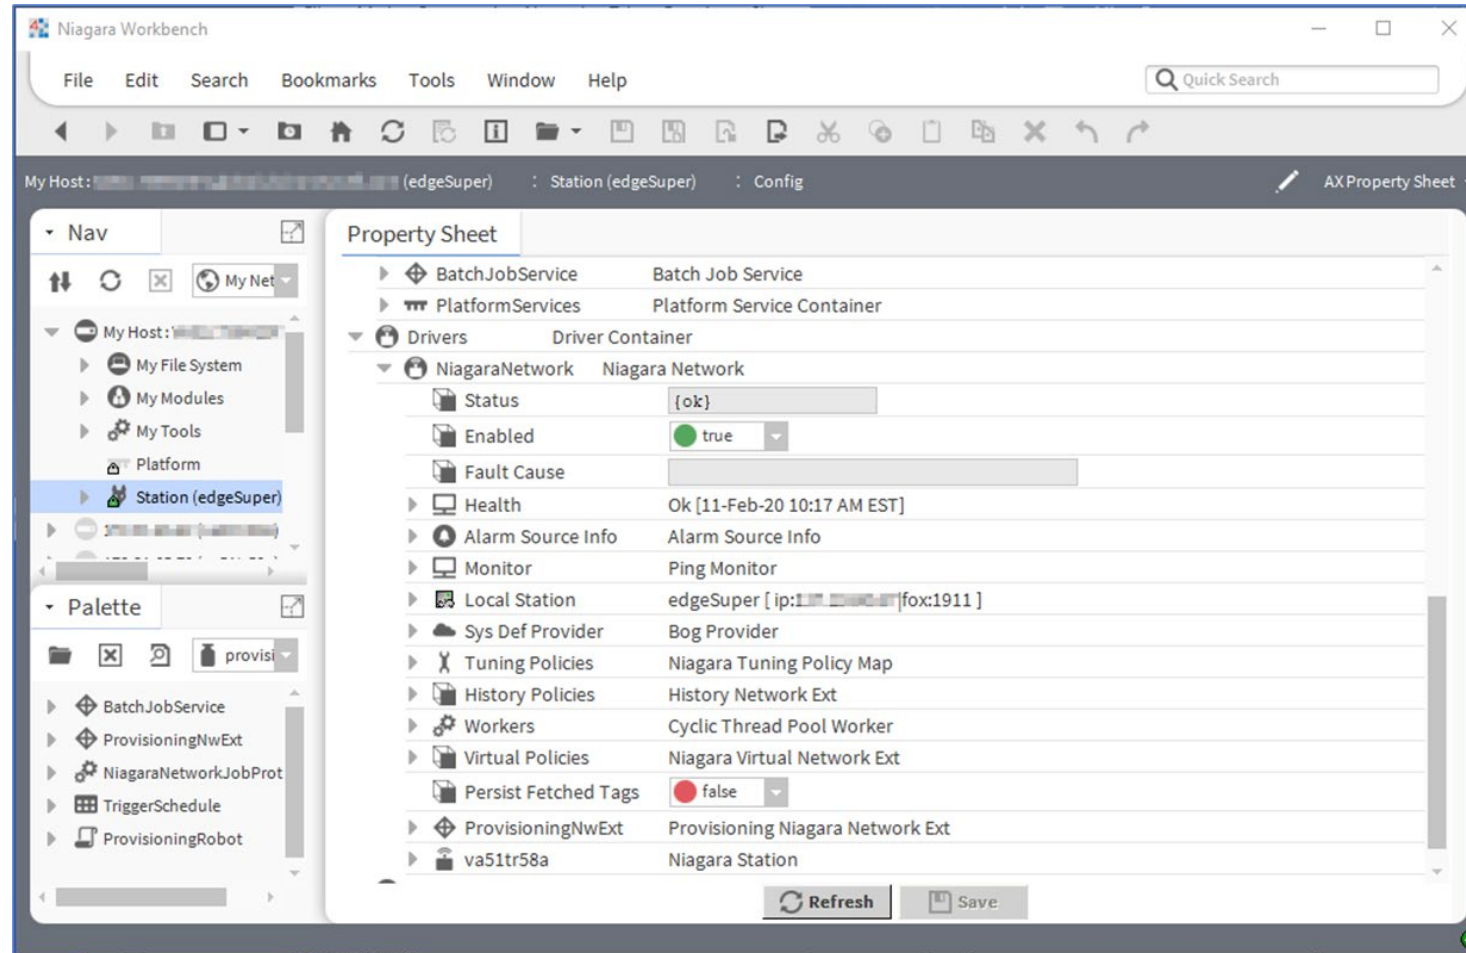 Niagara Workbench
File Edit Search Bookmarks Tools Window Help
Quick Search
My Host: (edgeSuper) : Station (edgeSuper) : Config
AX Property Sheet
Nav
My Net
My Host:
My File System
My Modules
My Tools
Platform
Station (edgeSuper)
Palette
provisi
BatchJobService
ProvisioningNwExt
NiagaraNetworkJobProt
TriggerSchedule
ProvisioningRobot
Property Sheet
BatchJobService Batch Job Service
PlatformServices Platform Service Container
Drivers Driver Container
NiagaraNetwork Niagara Network
Status {ok}
Enabled true
Fault Cause
Health Ok [11-Feb-20 10:17 AM EST]
Alarm Source Info Alarm Source Info
Monitor Ping Monitor
Local Station edgeSuper [ ip: |fox:1911 ]
Sys Def Provider Bog Provider
Tuning Policies Niagara Tuning Policy Map
History Policies History Network Ext
Workers Cyclic Thread Pool Worker
Virtual Policies Niagara Virtual Network Ext
Persist Fetched Tags false
ProvisioningNwExt Provisioning Niagara Network Ext
va51tr58a Niagara Station
Refresh Save